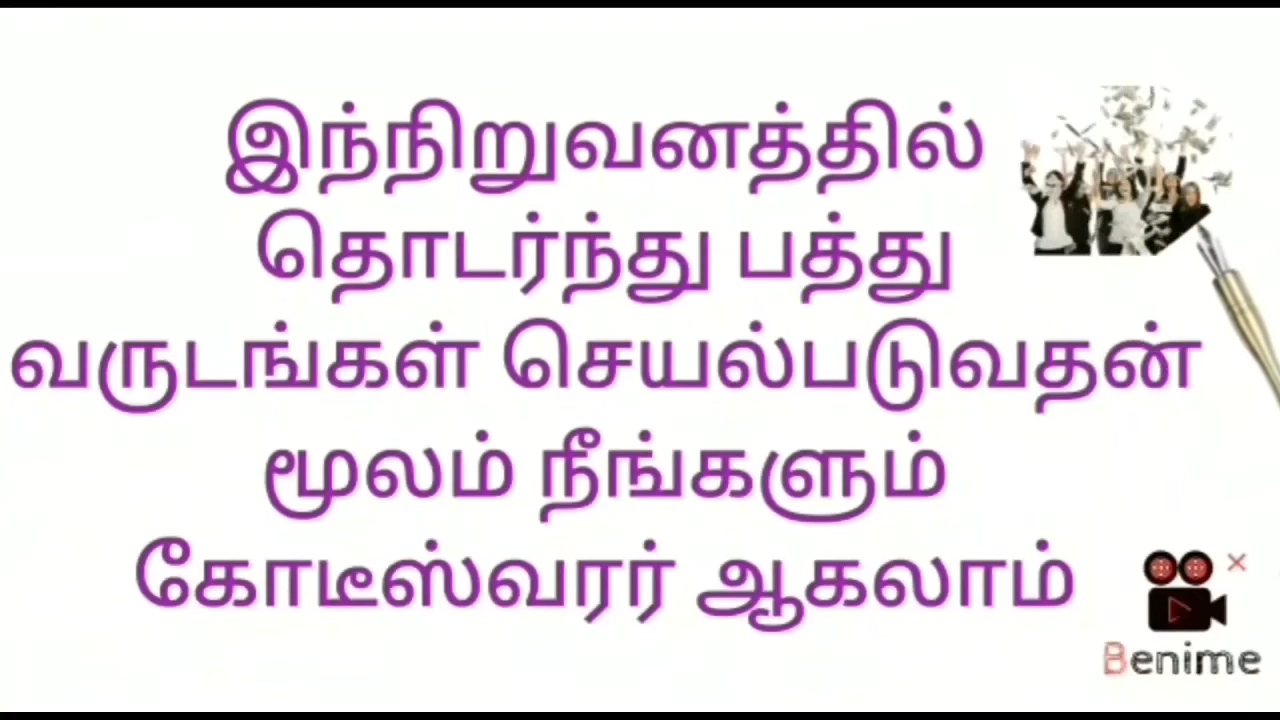 இந்நிறுவனத்தில்
தொடர்ந்து பத்து
வருடங்கள் செயல்படுவதன்
மூலம் நீங்களும்
கோடீஸ்வரர் ஆகலாம்
Benime